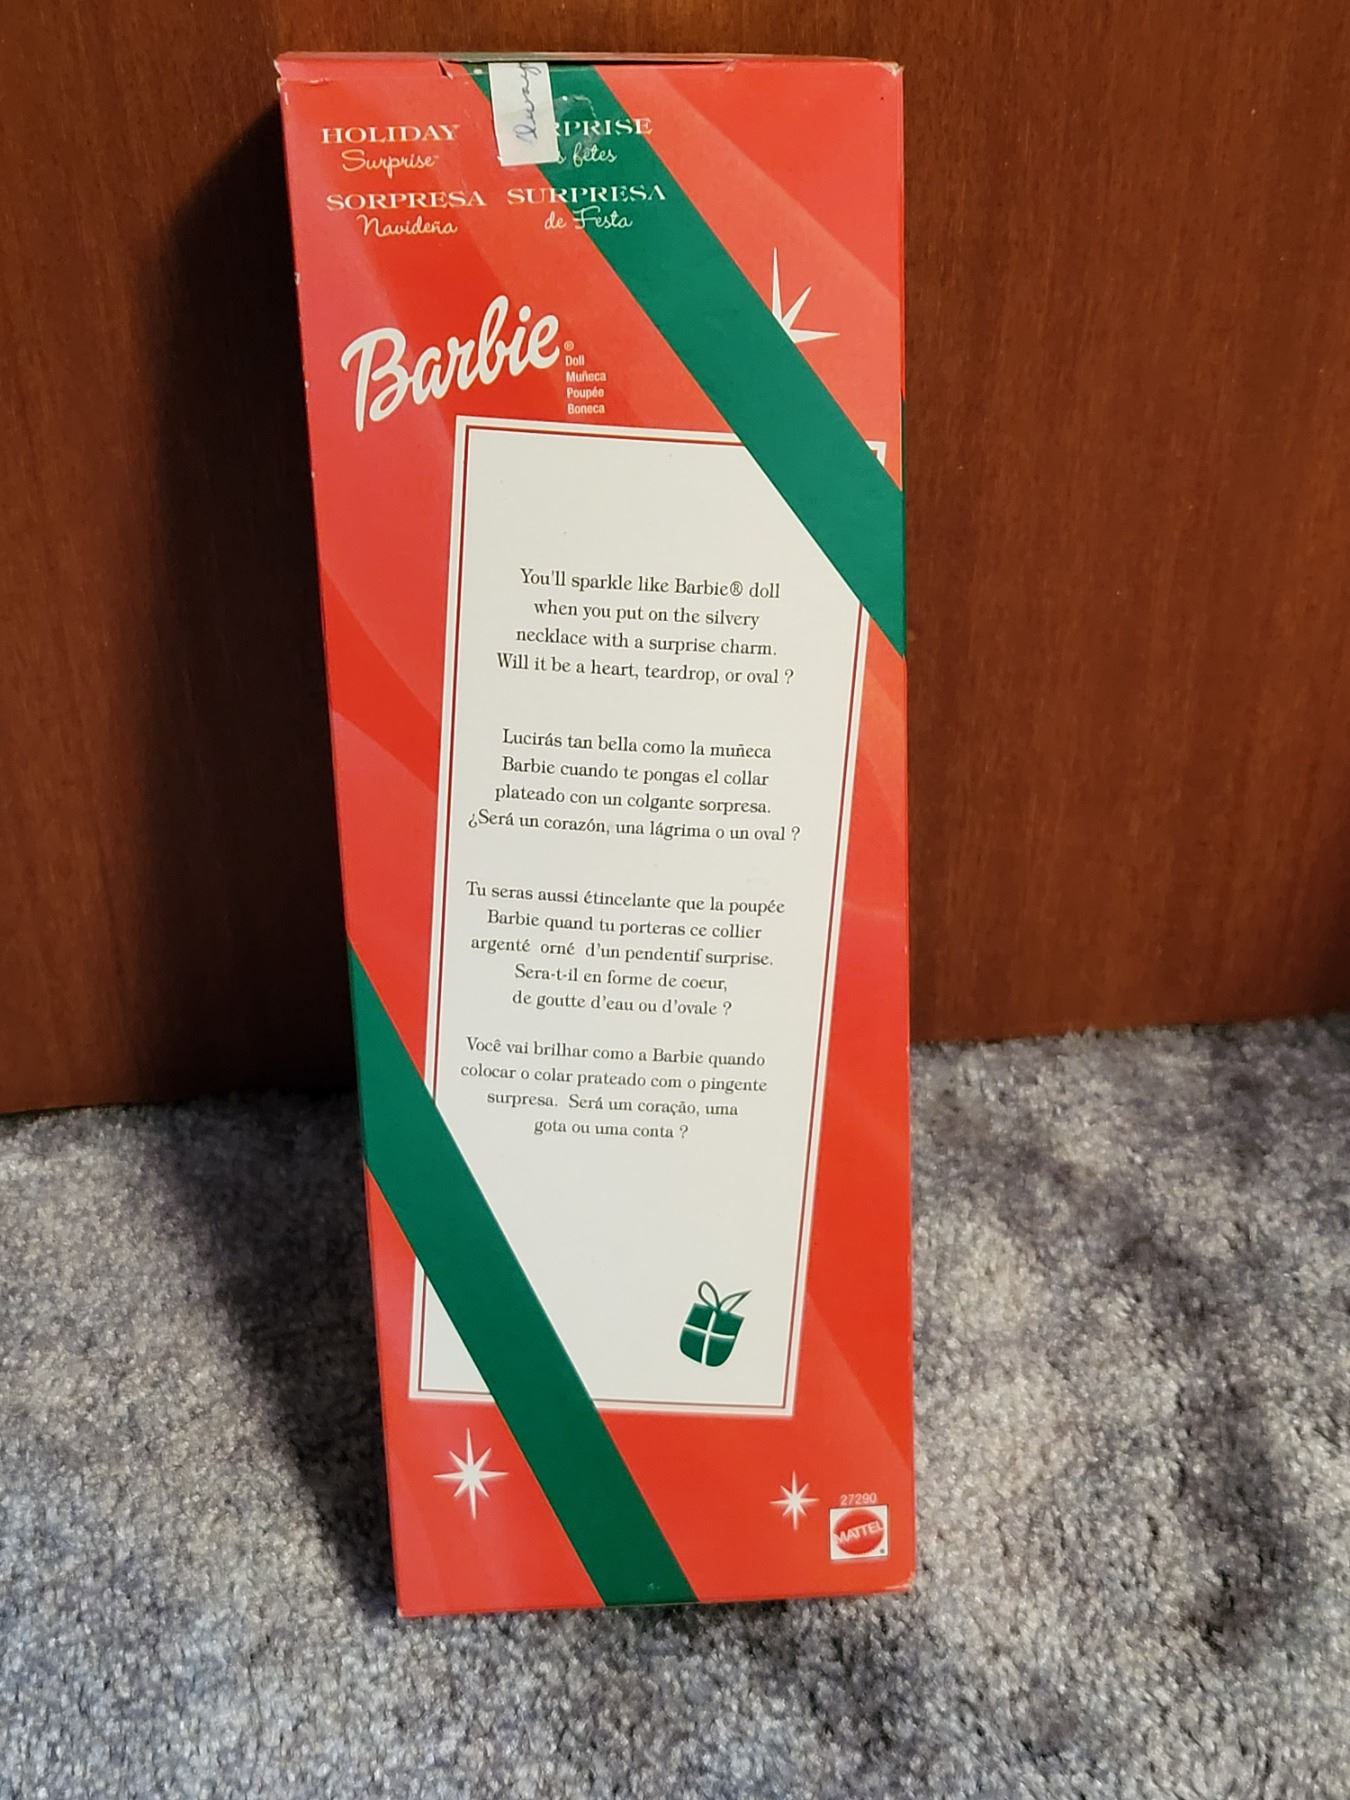 HOLIDAY
Surprise™
fêtes
SORPRESA
Navideña
SURPRESA
de Festa
Barbie®
Doll
Muñeca
Poupée
Boneca
You'll sparkle like Barbie® doll
when you put on the silvery
necklace with a surprise charm.
Will it be a heart, teardrop, or oval ?
Lucirás tan bella como la muñeca
Barbie cuando te pongas el collar
plateado con un colgante sorpresa.
¿Será un corazón, una lágrima o un oval ?
Tu seras aussi étincelante que la poupée
Barbie quand tu porteras ce collier
argenté orné d'un pendentif surprise.
Sera-t-il en forme de coeur,
de goutte d'eau ou d'ovale ?
Você vai brilhar como a Barbie quando
colocar o colar prateado com o pingente
surpresa. Será um coração, uma
gota ou uma conta ?
27290
MATTEL